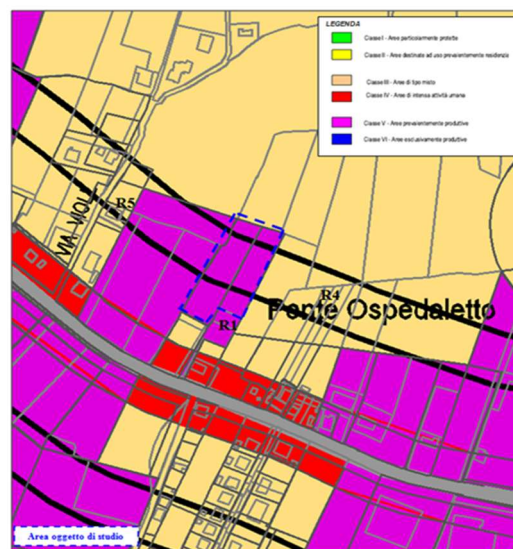 LEGENDA
Classe I - Aree particolarmente protette
Classe II - Aree destinate ad uso prevalentemente residenziale
Classe III - Aree di tipo misto
Classe IV - Aree di intensa attività umana
Classe V - Aree prevalentemente produttive
Classe VI - Aree esclusivamente produttive
R5
VIA VIOL
R4
Ponte Ospedaletto
R1
Area oggetto di studio